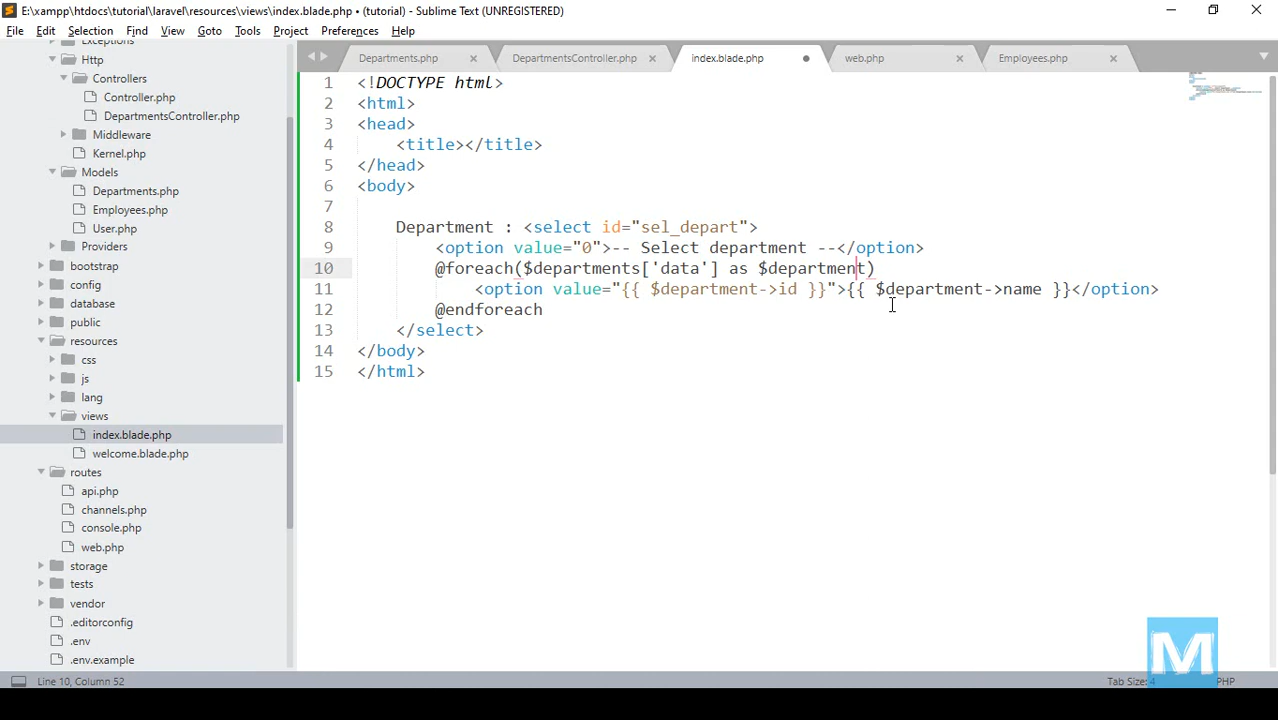 E:\xampp\htdocs\tutorial\laravel\resources\views\index.blade.php • (tutorial) - Sublime Text (UNREGISTERED)
File Edit Selection Find View Goto Tools Project Preferences Help
Exceptions
Http
Controllers
Controller.php
DepartmentsController.php
Middleware
Kernel.php
Models
Departments.php
Employees.php
User.php
Providers
bootstrap
config
database
public
resources
css
js
lang
views
index.blade.php
welcome.blade.php
routes
api.php
channels.php
console.php
web.php
storage
tests
vendor
.editorconfig
.env
.env.example
Departments.php DepartmentsController.php index.blade.php web.php Employees.php
1 <!DOCTYPE html>
2 <html>
3 <head>
4 <title></title>
5 </head>
6 <body>
7
8 Department : <select id="sel_depart">
9 <option value="0">-- Select department --</option>
10 @foreach($departments['data'] as $department)
11 <option value="{{ $department->id }}">{{ $department->name }}</option>
12 @endforeach
13 </select>
14 </body>
15 </html>
M
Line 10, Column 52 Tab Size: 4 PHP